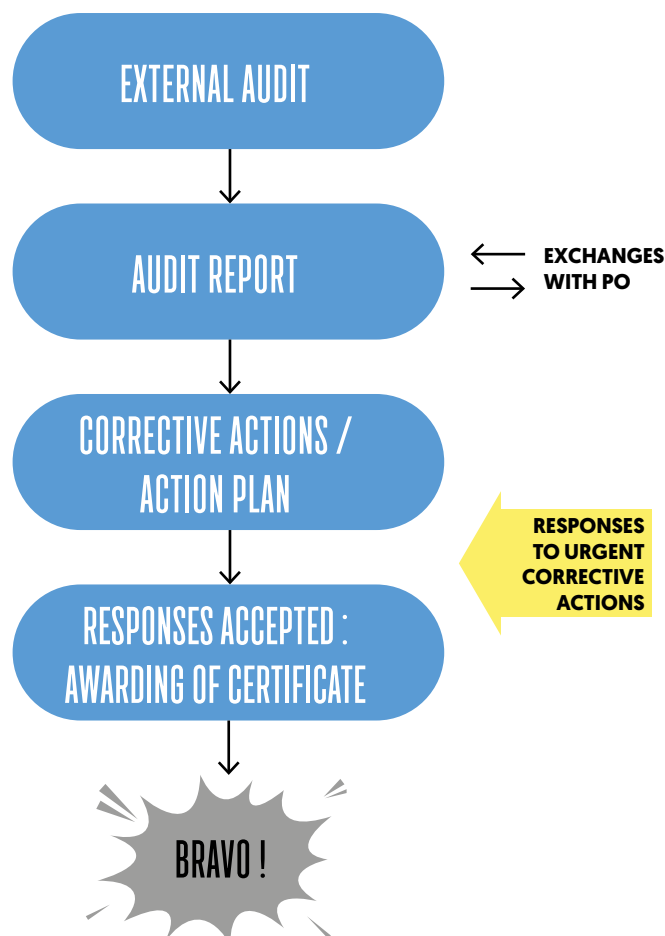 EXTERNAL AUDIT
AUDIT REPORT
EXCHANGES
WITH PO
CORRECTIVE ACTIONS /
ACTION PLAN
RESPONSES
TO URGENT
CORRECTIVE
ACTIONS
RESPONSES ACCEPTED :
AWARDING OF CERTIFICATE
BRAVO !